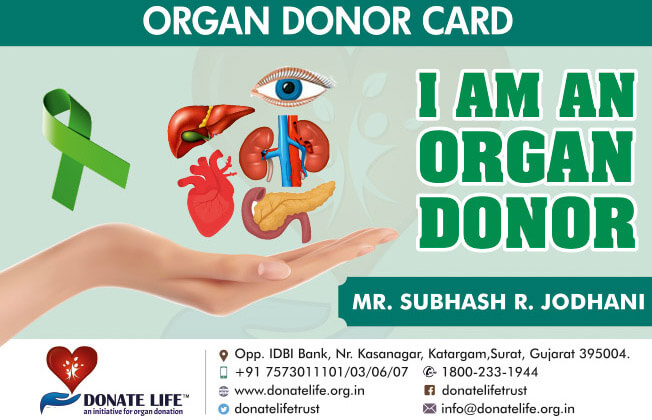 ORGAN DONOR CARD
I AM AN
ORGAN
DONOR
MR. SUBHASH R. JODHANI
Opp. IDBI Bank, Nr. Kasanagar, Katargam,Surat, Gujarat 395004.
+91 7573011101/03/06/07 1800-233-1944
www.donatelife.org.in donatelifetrust
donatelifetrust info@donatelife.org.in
DONATE LIFE™
an initiative for organ donation